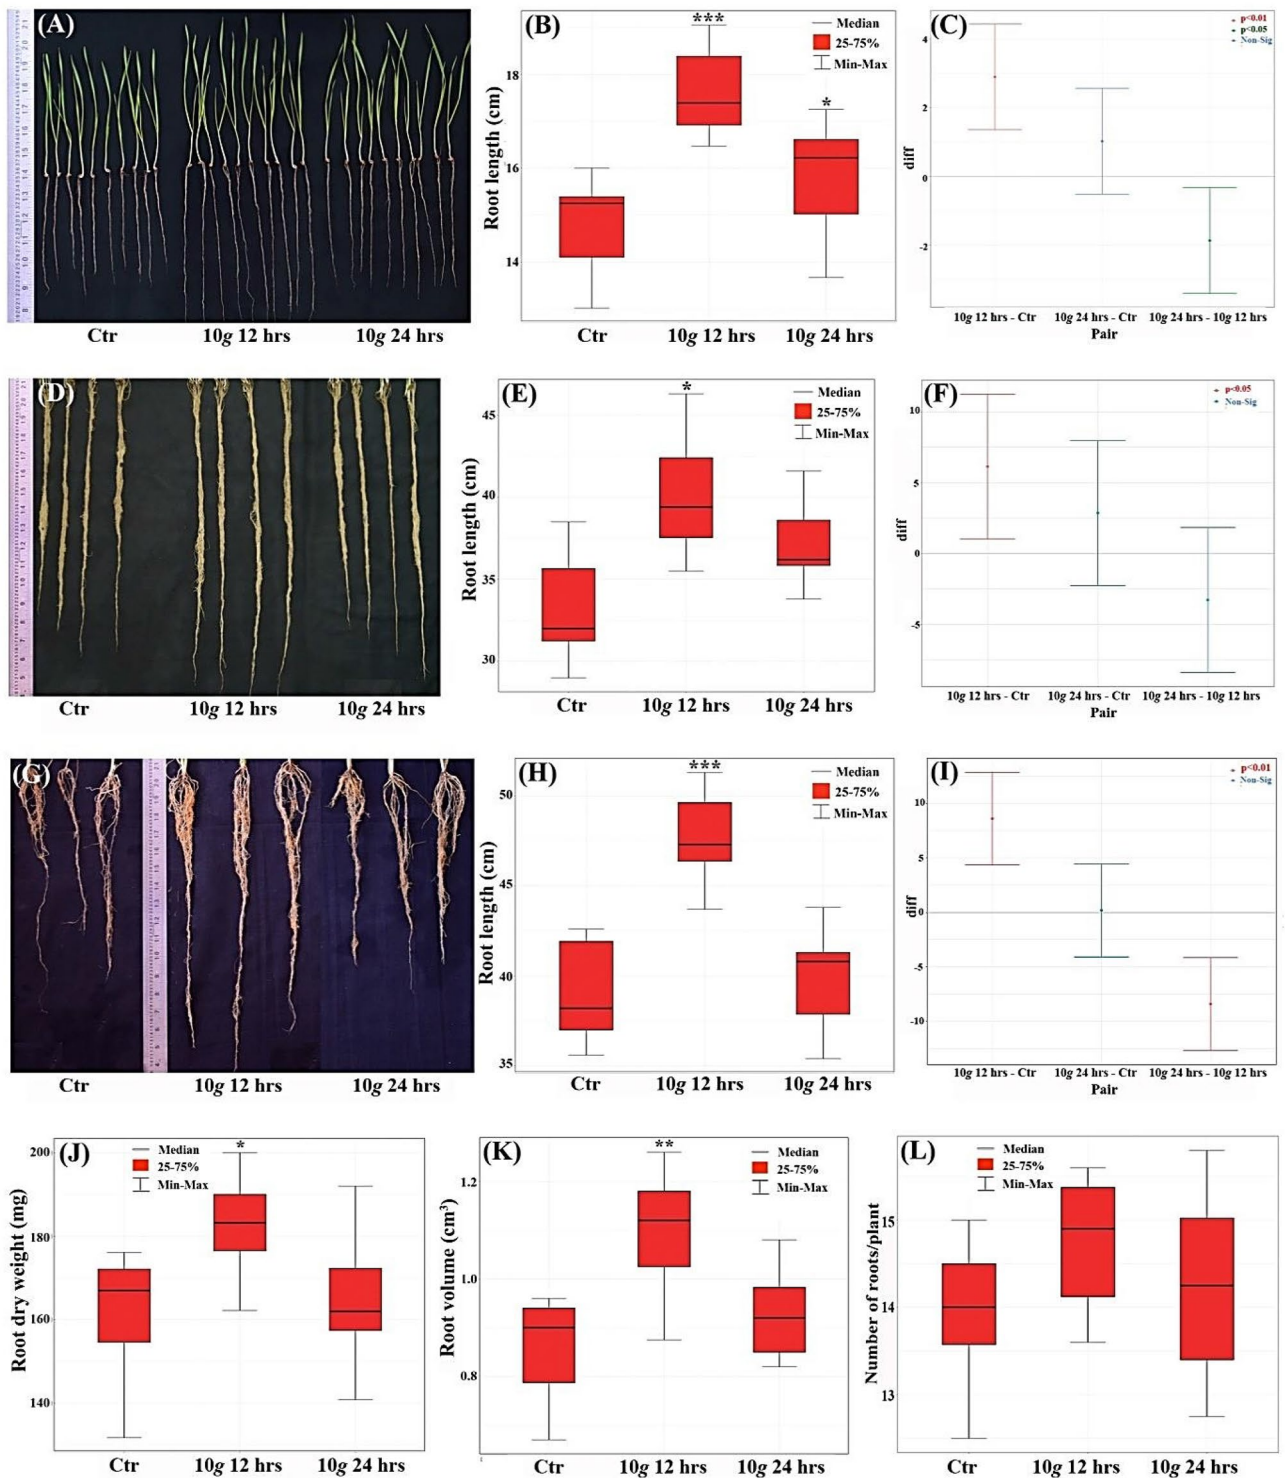 (A)
Ctr
10g 12 hrs
10g 24 hrs
(B)
***
*
Median
25-75%
Min-Max
Root length (cm)
18
16
14
Ctr
10g 12 hrs
10g 24 hrs
(C)
p<0.01
p<0.05
Non-Sig
diff
4
2
0
-2
10g 12 hrs - Ctr
10g 24 hrs - Ctr
10g 24 hrs - 10g 12 hrs
Pair
(D)
Ctr
10g 12 hrs
10g 24 hrs
(E)
*
Median
25-75%
Min-Max
Root length (cm)
45
40
35
30
Ctr
10g 12 hrs
10g 24 hrs
(F)
p<0.05
Non-Sig
diff
10
5
0
-5
10g 12 hrs - Ctr
10g 24 hrs - Ctr
10g 24 hrs - 10g 12 hrs
Pair
(G)
Ctr
10g 12 hrs
10g 24 hrs
(H)
***
Median
25-75%
Min-Max
Root length (cm)
50
45
40
35
Ctr
10g 12 hrs
10g 24 hrs
(I)
p<0.01
Non-Sig
diff
10
5
0
-5
-10
10g 12 hrs - Ctr
10g 24 hrs - Ctr
10g 24 hrs - 10g 12 hrs
Pair
(J)
*
Median
25-75%
Min-Max
Root dry weight (mg)
200
180
160
140
Ctr
10g 12 hrs
10g 24 hrs
(K)
**
Median
25-75%
Min-Max
Root volume (cm³)
1.2
1.0
0.8
Ctr
10g 12 hrs
10g 24 hrs
(L)
Median
25-75%
Min-Max
Number of roots/plant
15
14
13
Ctr
10g 12 hrs
10g 24 hrs